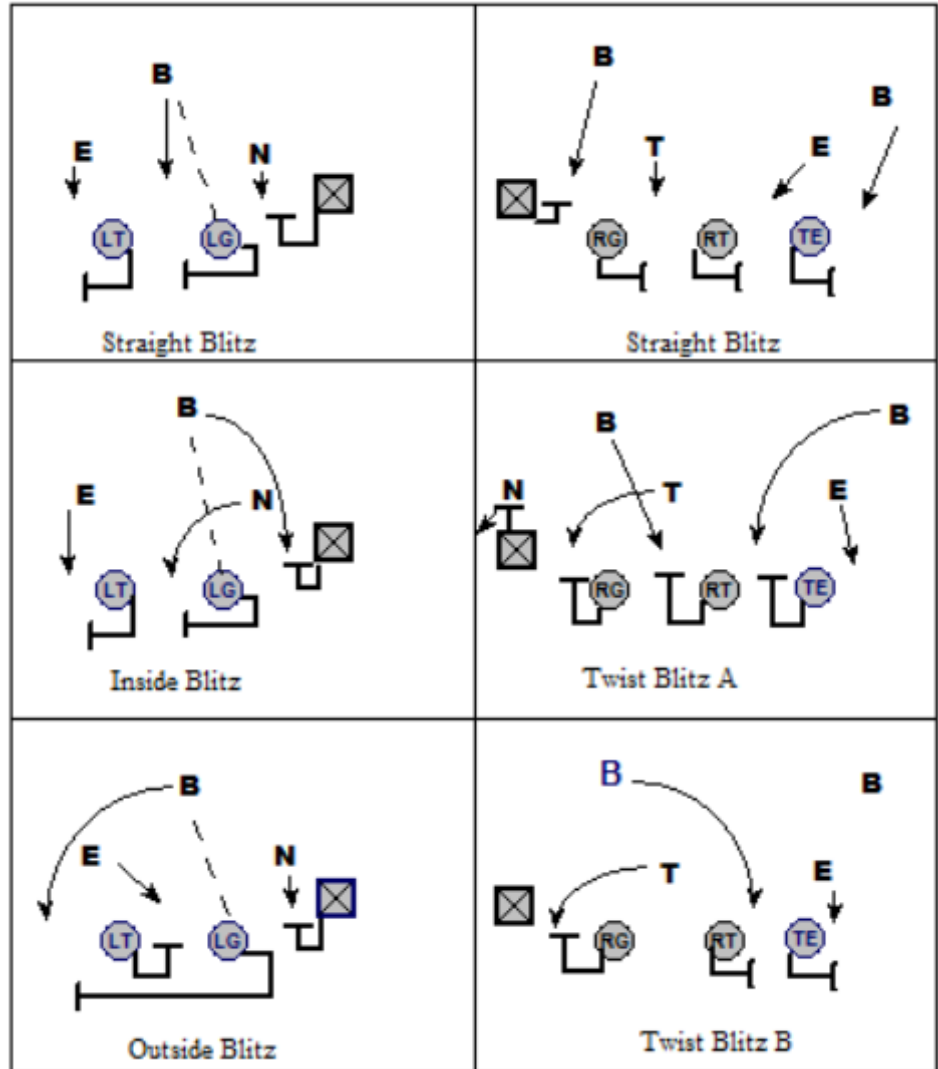 B
E
N
LT
LG
Straight Blitz
B
B
T
E
RG
RT
TE
Straight Blitz
B
E
N
LT
LG
Inside Blitz
B
B
N
T
E
RG
RT
TE
Twist Blitz A
B
E
N
LT
LG
Outside Blitz
B
B
T
E
RG
RT
TE
Twist Blitz B